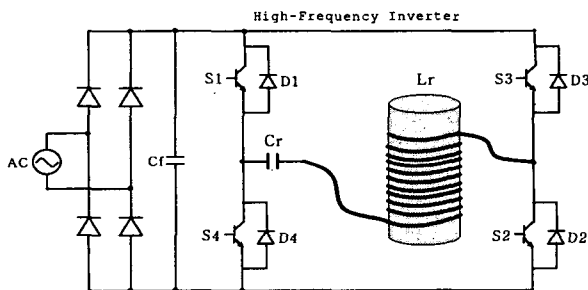 High-Frequency Inverter
S1
D1
Lr
S3
D3
Cr
AC
Cf
S4
D4
S2
D2